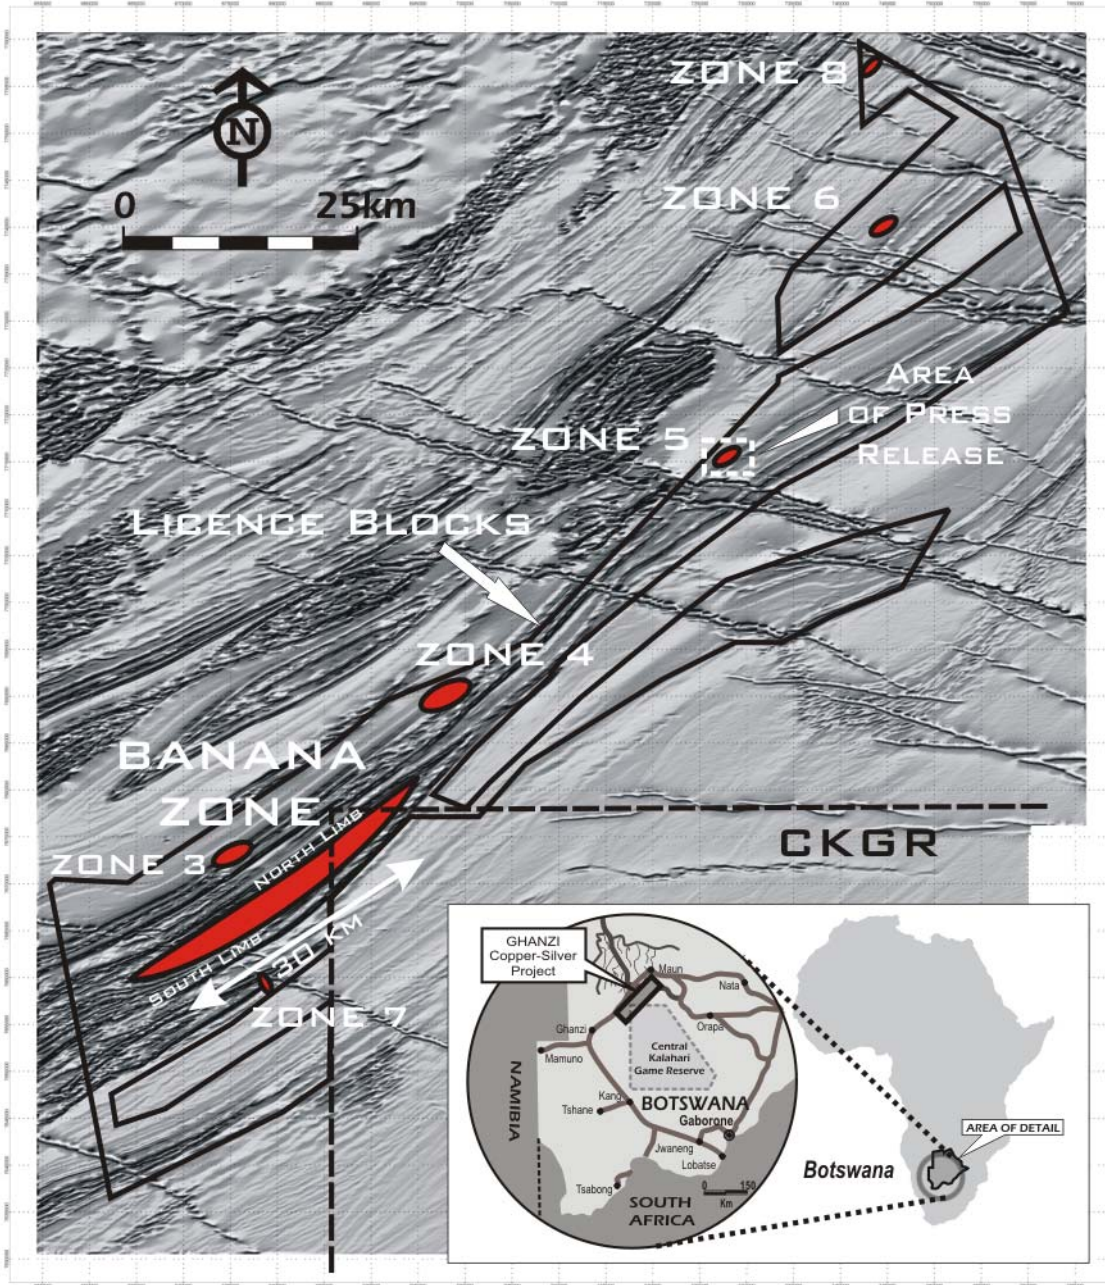 ZONE 8
N
0 25km
ZONE 6
AREA
OF PRESS
RELEASE
ZONE 5
LICENCE BLOCKS
ZONE 4
BANANA
ZONE
NORTH LIMB
ZONE 3
CKGR
SOUTH LIMB
30 KM
ZONE 7
GHANZI
Copper-Silver
Project
Maun
Nata
Orapa
Ghanzi
Mamuno
Central
Kalahari
Game Reserve
NAMIBIA
Kang
Tshane
BOTSWANA
Gaborone
Jwaneng
Lobatse
Tsabong
0 150
Km
SOUTH
AFRICA
Botswana
AREA OF DETAIL